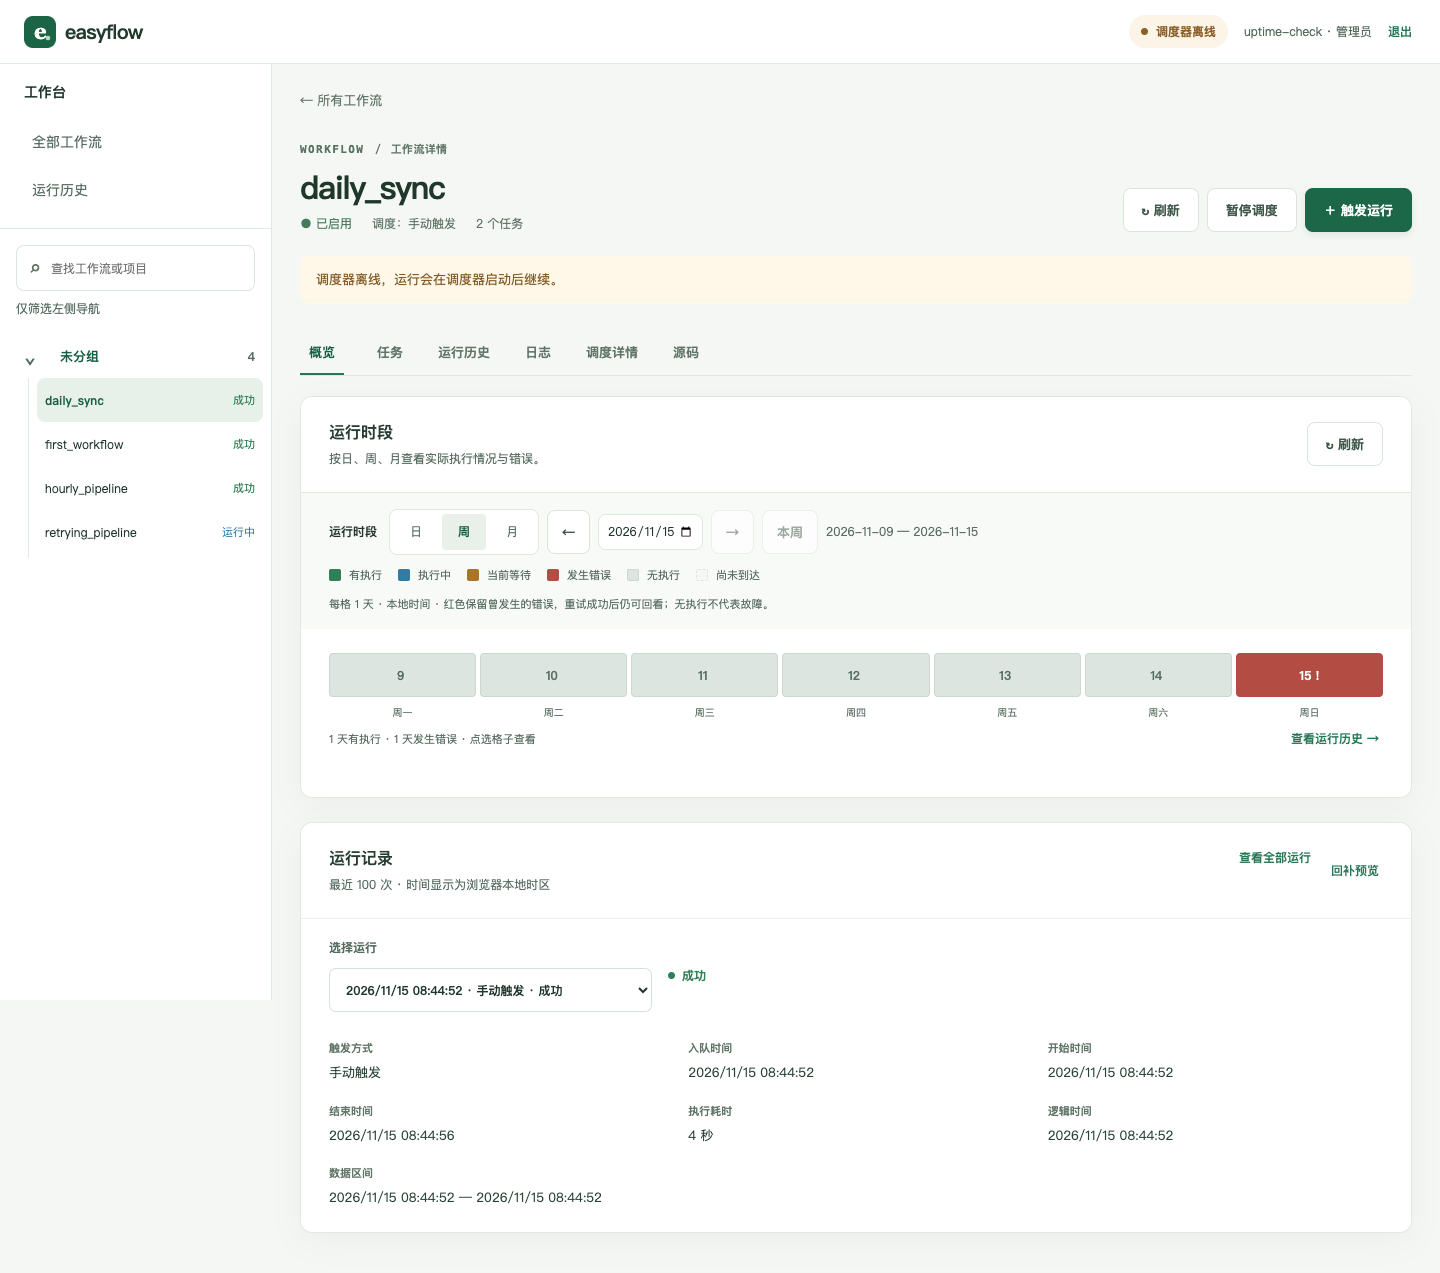 e. easyflow
调度器离线 uptime-check · 管理员 退出
工作台
全部工作流
运行历史
查找工作流或项目
仅筛选左侧导航
未分组 4
daily_sync 成功
first_workflow 成功
hourly_pipeline 成功
retrying_pipeline 运行中
← 所有工作流
WORKFLOW / 工作流详情
daily_sync
已启用 调度：手动触发 2 个任务
↻ 刷新 暂停调度 + 触发运行
调度器离线，运行会在调度器启动后继续。
概览 任务 运行历史 日志 调度详情 源码
运行时段
按日、周、月查看实际执行情况与错误。
↻ 刷新
运行时段 日 周 月 ← 2026/11/15 → 本周 2026-11-09 — 2026-11-15
有执行 执行中 当前等待 发生错误 无执行 尚未到达
每格 1 天 · 本地时间 · 红色保留曾发生的错误，重试成功后仍可回看；无执行不代表故障。
9 10 11 12 13 14 15 !
周一 周二 周三 周四 周五 周六 周日
1 天有执行 · 1 天发生错误 · 点选格子查看 查看运行历史 →
运行记录
最近 100 次 · 时间显示为浏览器本地时区
查看全部运行 回补预览
选择运行
2026/11/15 08:44:52 · 手动触发 · 成功 成功
触发方式 入队时间 开始时间
手动触发 2026/11/15 08:44:52 2026/11/15 08:44:52
结束时间 执行耗时 逻辑时间
2026/11/15 08:44:56 4 秒 2026/11/15 08:44:52
数据区间
2026/11/15 08:44:52 — 2026/11/15 08:44:52